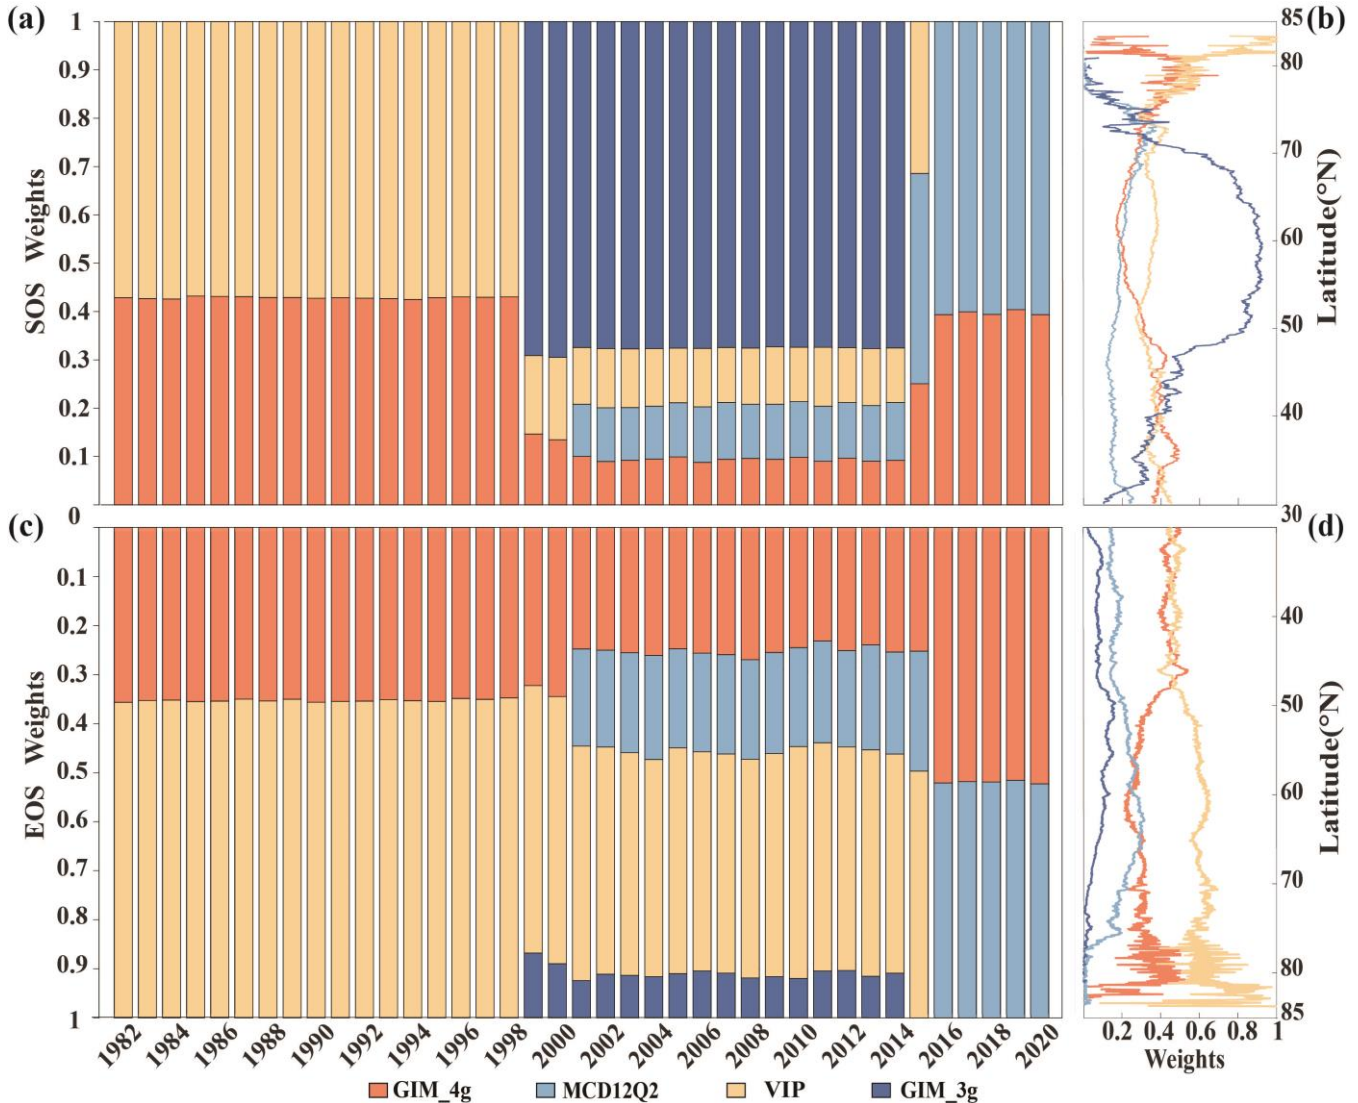 (a)
1
0.9
0.8
0.7
0.6
0.5
0.4
0.3
0.2
0.1
0
SOS Weights
(b)
85
80
70
60
50
40
30
Latitude(°N)
(c)
0.1
0.2
0.3
0.4
0.5
0.6
0.7
0.8
0.9
1
EOS Weights
1982 1984 1986 1988 1990 1992 1994 1996 1998 2000 2002 2004 2006 2008 2010 2012 2014 2016 2018 2020
(d)
40
50
60
70
80
85
Latitude(°N)
0.2 0.4 0.6 0.8 1
Weights
GIM_4g MCD12Q2 VIP GIM_3g